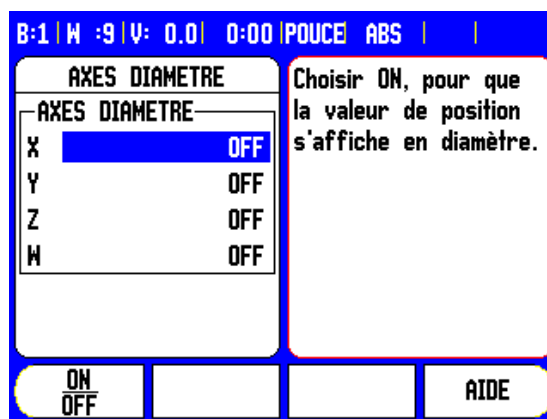 B:1 | W :9 | V: 0.0 | 0:00 | POUCE | ABS | |
AXES DIAMETRE
AXES DIAMETRE
X OFF
Y OFF
Z OFF
W OFF
Choisir ON, pour que
la valeur de position
s'affiche en diamètre.
ON
OFF
AIDE